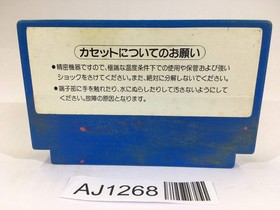 カセットについてのお願い
●精密機器ですので、極端な温度条件下での使用や保管および強い
ショックをさけてください。また、絶対に分解しないでください。
●端子部に手を触れたり、水にぬらしたりして汚さないようにして
ください。故障の原因となります。
AJ1268